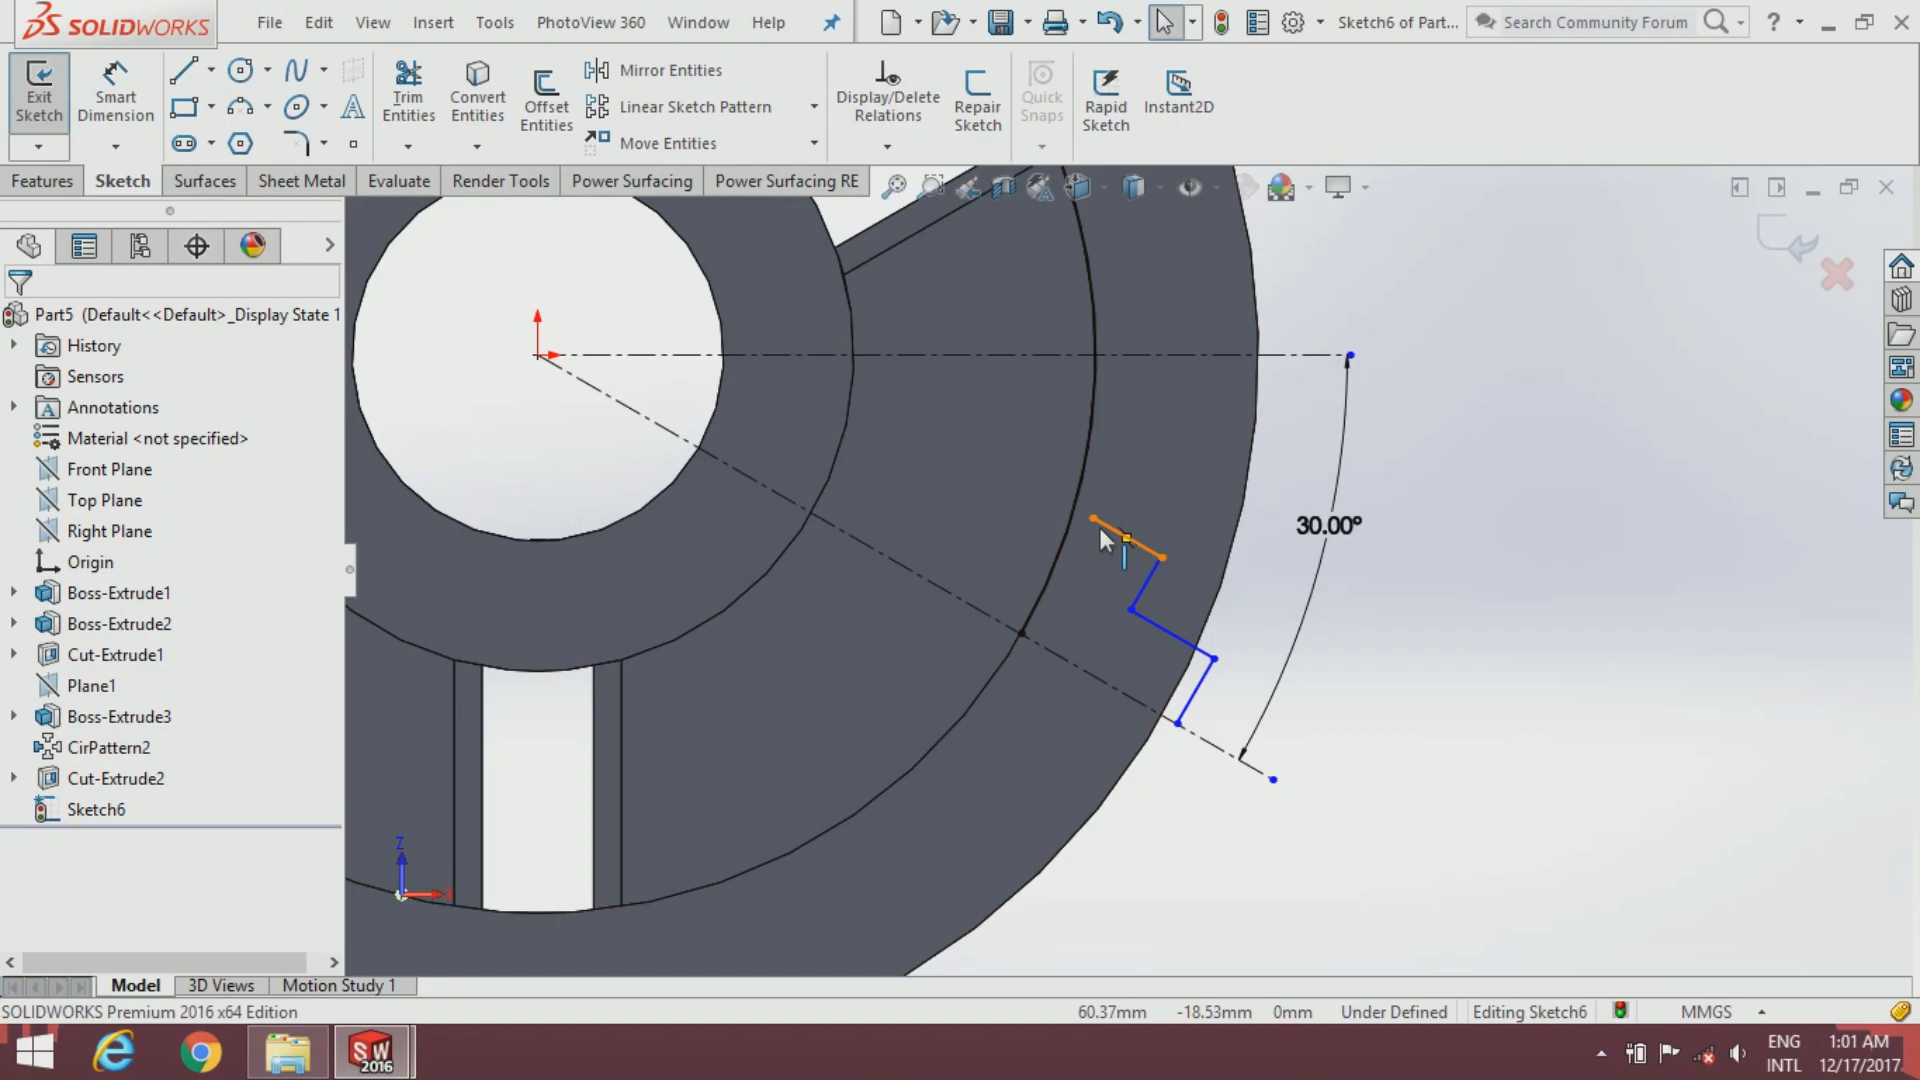 SOLIDWORKS
File Edit View Insert Tools PhotoView 360 Window Help
Sketch6 of Part...
Search Community Forum
Exit Sketch
Smart Dimension
Trim Entities
Convert Entities
Offset Entities
Mirror Entities
Linear Sketch Pattern
Move Entities
Display/Delete Relations
Repair Sketch
Quick Snaps
Rapid Sketch
Instant2D
Features Sketch Surfaces Sheet Metal Evaluate Render Tools Power Surfacing Power Surfacing RE
Part5 (Default<<Default>_Display State 1
History
Sensors
Annotations
Material <not specified>
Front Plane
Top Plane
Right Plane
Origin
Boss-Extrude1
Boss-Extrude2
Cut-Extrude1
Plane1
Boss-Extrude3
CirPattern2
Cut-Extrude2
Sketch6
30.00°
Z
Model 3D Views Motion Study 1
SOLIDWORKS Premium 2016 x64 Edition
60.37mm -18.53mm 0mm Under Defined Editing Sketch6 MMGS
SW 2016
ENG INTL
1:01 AM
12/17/2017